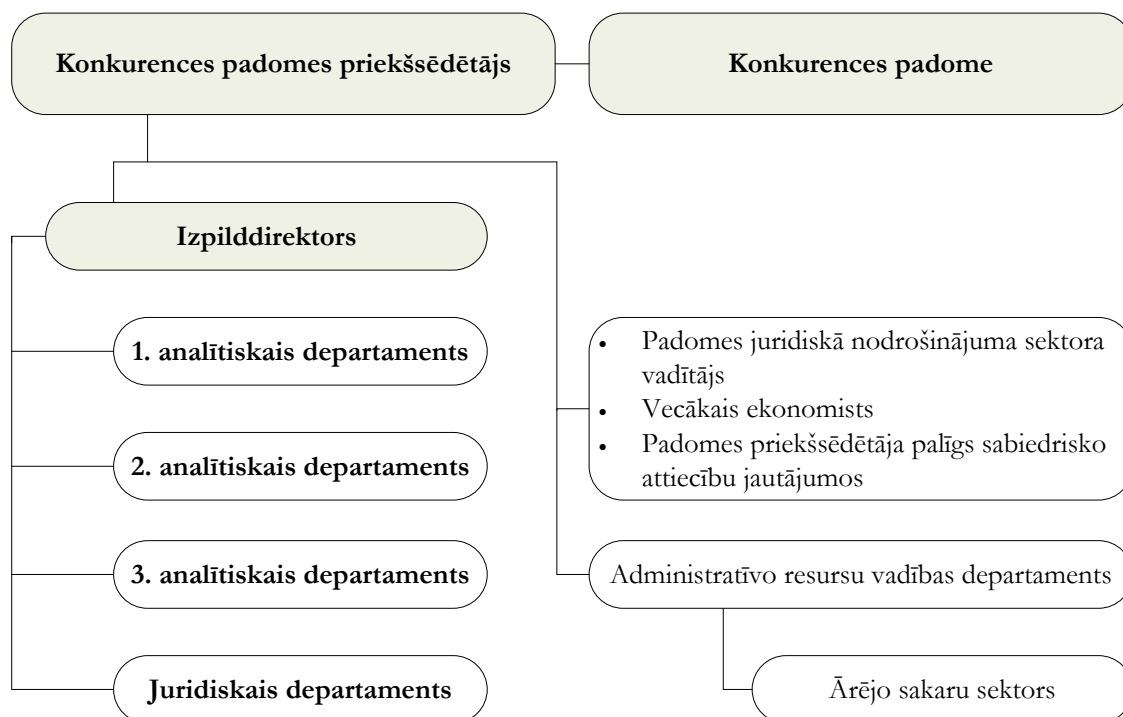 Konkurences padomes priekšsēdētājs
Konkurences padome
Izpilddirektors
1. analītiskais departaments
2. analītiskais departaments
3. analītiskais departaments
Juridiskais departaments
• Padomes juridiskā nodrošinājuma sektora
vadītājs
• Vecākais ekonomists
• Padomes priekšsēdētāja palīgs sabiedrisko
attiecību jautājumos
Administratīvo resursu vadības departaments
Ārējo sakaru sektors